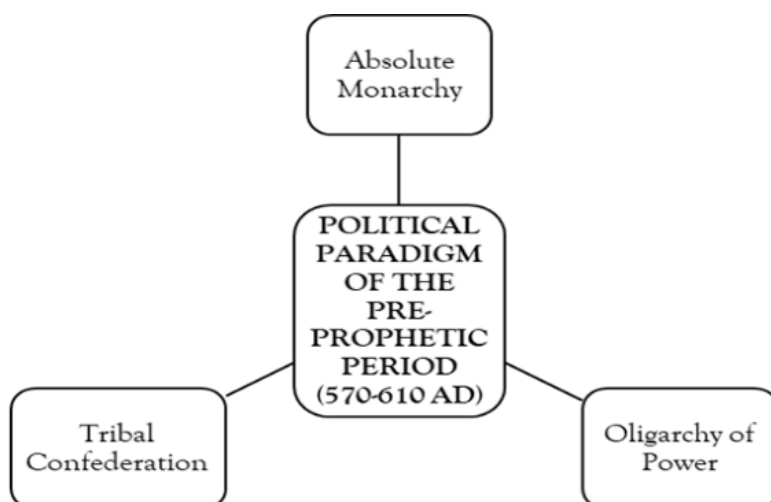 Absolute
Monarchy
POLITICAL
PARADIGM
OF THE
PRE-
PROPHETIC
PERIOD
(570-610 AD)
Tribal
Confederation
Oligarchy of
Power